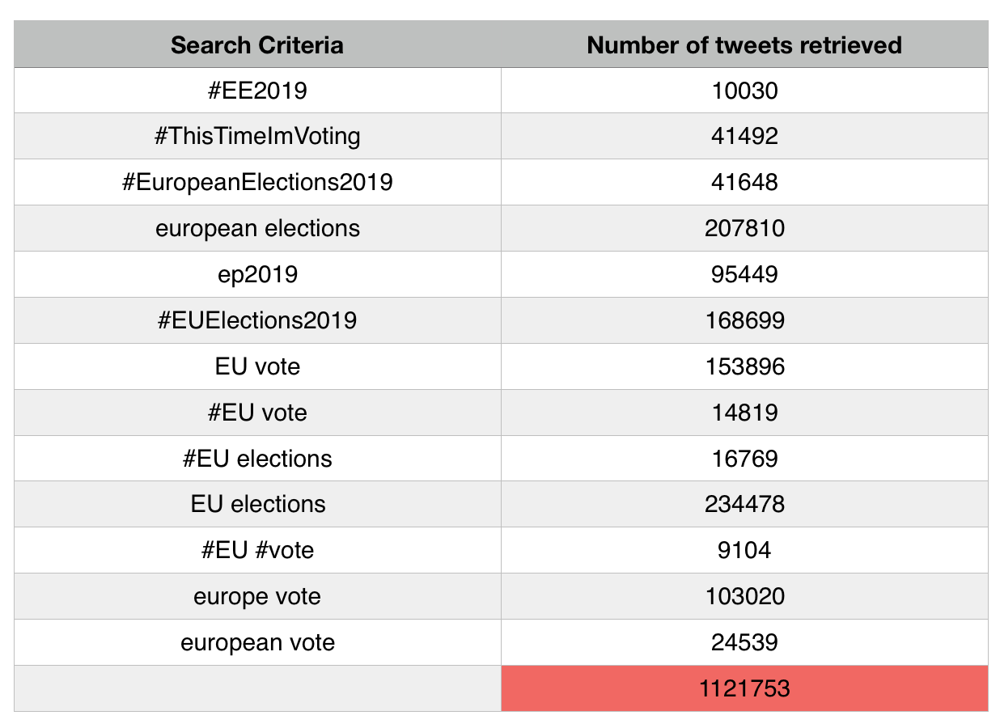 Search Criteria Number of tweets retrieved
#EE2019 10030
#ThisTimeImVoting 41492
#EuropeanElections2019 41648
european elections 207810
ep2019 95449
#EUElections2019 168699
EU vote 153896
#EU vote 14819
#EU elections 16769
EU elections 234478
#EU #vote 9104
europe vote 103020
european vote 24539
1121753